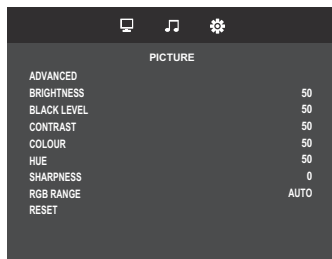 PICTURE
ADVANCED
BRIGHTNESS 50
BLACK LEVEL 50
CONTRAST 50
COLOUR 50
HUE 50
SHARPNESS 0
RGB RANGE AUTO
RESET